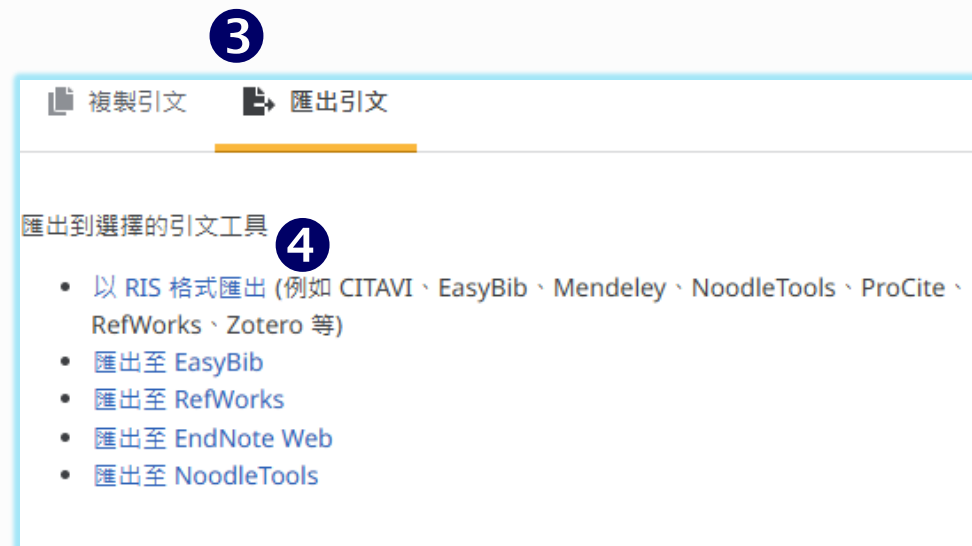 ❸
複製引文 匯出引文
匯出到選擇的引文工具
❹
• 以 RIS 格式匯出 (例如 CITAVI、EasyBib、Mendeley、NoodleTools、ProCite、
RefWorks、Zotero 等)
• 匯出至 EasyBib
• 匯出至 RefWorks
• 匯出至 EndNote Web
• 匯出至 NoodleTools